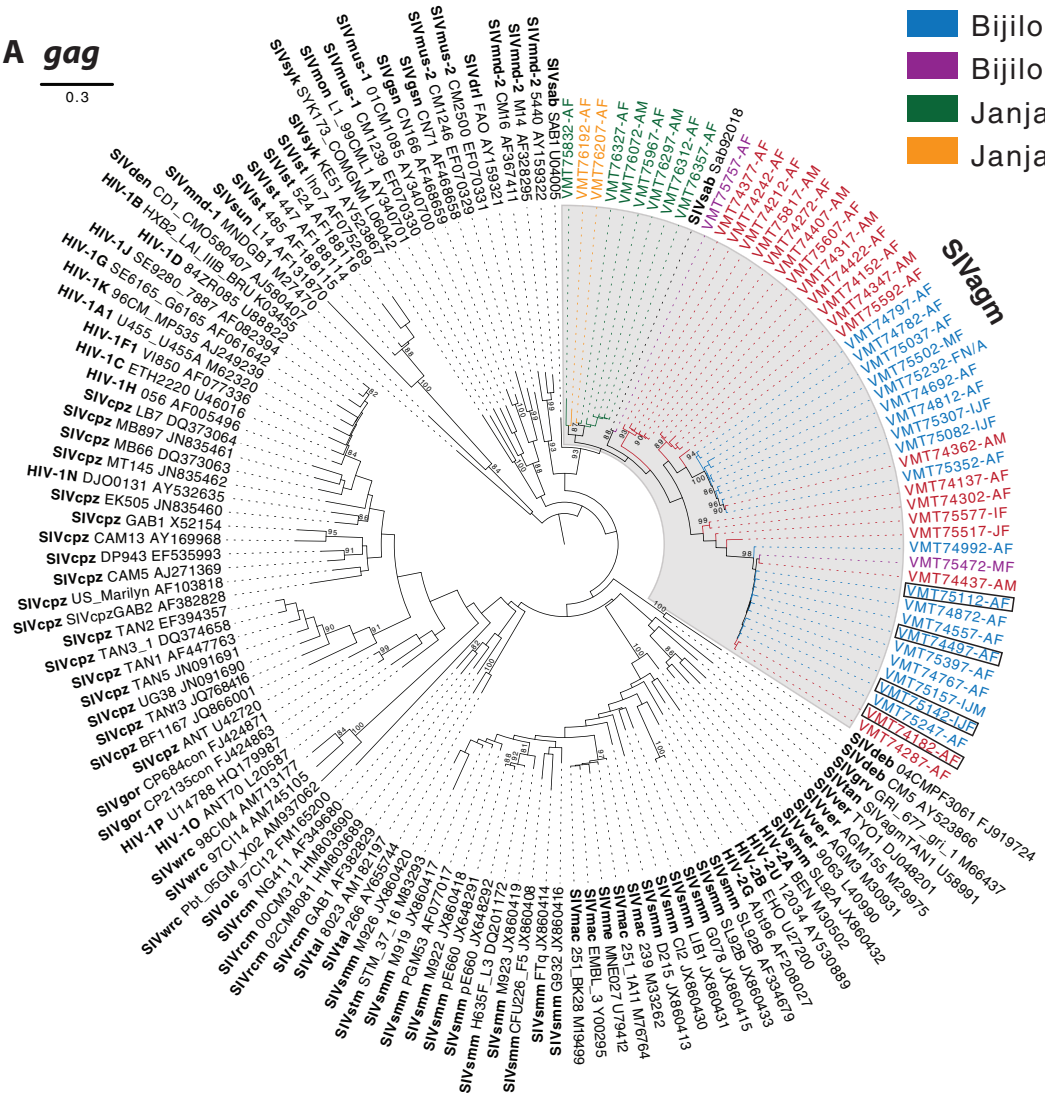 A gag
0.3
Bijilo
Bijilo
Janja
Janja
SIVagm
VMT75832-AF
VMT76192-AF
VMT76207-AF
VMT76327-AF
VMT76072-AM
VMT75967-AF
VMT76297-AM
VMT76312-AF
VMT76357-AF
SIVsab Sab92018
VMT75757-AF
VMT74377-AF
VMT74242-AF
VMT74212-AF
VMT75817-AM
VMT74272-AF
VMT74407-AM
VMT75607-AF
VMT74317-AM
VMT74422-AF
VMT74152-AF
VMT74347-AM
VMT75592-AF
VMT74797-AF
VMT74782-AF
VMT75037-AF
VMT75502-MF
VMT75232-FN/A
VMT74692-AF
VMT74812-AF
VMT75307-IJF
VMT75082-IJF
VMT74362-AM
VMT75352-AF
VMT74137-AF
VMT74302-AF
VMT75577-IF
VMT75517-JF
VMT74992-AF
VMT75472-MF
VMT74437-AM
VMT75112-AF
VMT74872-AF
VMT74557-AF
VMT74497-AF
VMT75397-AF
VMT74767-AF
VMT75157-IJM
VMT75142-IJF
VMT75247-AF
VMT74182-AF
VMT74287-AF
SIVdeb 04CMPF3061 FJ919724
SIVdeb CM5 AY523866
SIVgrv GRI_677_gri_1 M66437
SIVtan SIVagmTAN1 U58991
SIVver TYO1 DJ048201
SIVver AGM155 M29975
SIVver AGM3 M30931
SIVver 9063 L40990
SIVsmm SL92A JX860432
HIV-2A BEN M30502
HIV-2U 12034 AY530889
HIV-2B EHO U27200
HIV-2G Abt96 AF208027
SIVsmm SL92B AF334679
SIVsmm SL92B JX860433
SIVsmm G078 JX860415
SIVsmm LIB1 JX860431
SIVsmm CI2 JX860430
SIVsmm D215 JX860413
SIVmac 239 M33262
SIVmac 251_1A11 M76764
SIVmne MNE027 U79412
SIVmac EMBL_3 Y00295
SIVmac 251_BK28 M19499
SIVsmm G932 JX860416
SIVsmm FTq JX860414
SIVsmm CFU226_F5 JX860408
SIVsmm M923 JX860419
SIVsmm H635F_L3 DQ201172
SIVsmm pE660 JX648292
SIVsmm pE660 JX648291
SIVsmm M922 JX860418
SIVsmm PGM53 AF077017
SIVsmm M919 JX860417
SIVstm STM_37_16 M83293
SIVsmm M926 JX860420
SIVtal 266 AY655744
SIVtal 8023 AM182197
SIVrcm GAB1 AF382829
SIVrcm 02CM8081 HM803689
SIVrcm 00CM312 HM803690
SIVrcm NG411 AF349680
SIVolc 97CI12 FM165200
SIVwrc Pbt_05GM_X02 AM937062
SIVwrc 97CI14 AM745105
SIVwrc 98CI04 AM713177
HIV-1O ANT70 L20587
HIV-1P U14788 HQ179987
SIVgor CP2135con FJ424863
SIVgor CP684con FJ424871
SIVcpz ANT U42720
SIVcpz BF1167 JQ866001
SIVcpz TAN13 JQ768416
SIVcpz UG38 JN091690
SIVcpz TAN5 JN091691
SIVcpz TAN1 AF447763
SIVcpz TAN3_1 DQ374658
SIVcpz TAN2 EF394357
SIVcpz SIVcpzGAB2 AF382828
SIVcpz US_Marilyn AF103818
SIVcpz CAM5 AJ271369
SIVcpz DP943 EF535993
SIVcpz CAM13 AY169968
SIVcpz GAB1 X52154
SIVcpz EK505 JN835460
HIV-1N DJO0131 AY532635
SIVcpz MT145 JN835462
SIVcpz MB66 DQ373063
SIVcpz MB897 JN835461
SIVcpz LB7 DQ373064
HIV-1H 056 AF005496
HIV-1C ETH2220 U46016
HIV-1F1 VI850 AF077336
HIV-1A1 U455_U455A M62320
HIV-1K 96CM_MP535 AJ249239
HIV-1G SE6165_G6165 AF061642
HIV-1J SE9280_7887 AF082394
HIV-1D 84ZR085 U88822
HIV-1B HXB2_LAI_IIIB_BRU K03455
SIVden CD1_CMO580407 AJ580407
SIVmnd-1 MNDGB1 M27470
SIVsun L14 AF131870
SIVlst 485 AF188115
SIVlst 447 AF188114
SIVlst 524 AF188116
SIVlst lho7 AF075269
SIVsyk KE51 AY523867
SIVsyk SYK173_COMGNM L06042
SIVmon L1_99CML1 AY340701
SIVmus-1 CM1239 EF070330
SIVmus-1 01CM1085 AY340700
SIVgsn CN166 AF468659
SIVgsn CN71 AF468658
SIVmus-2 CM1246 EF070329
SIVmus-2 CM2500 EF070331
SIVdrl FAO AY159321
SIVmnd-2 CM16 AF367411
SIVmnd-2 M14 AF328295
SIVmnd-2 5440 AY159322
SIVsab SAB1 U04005